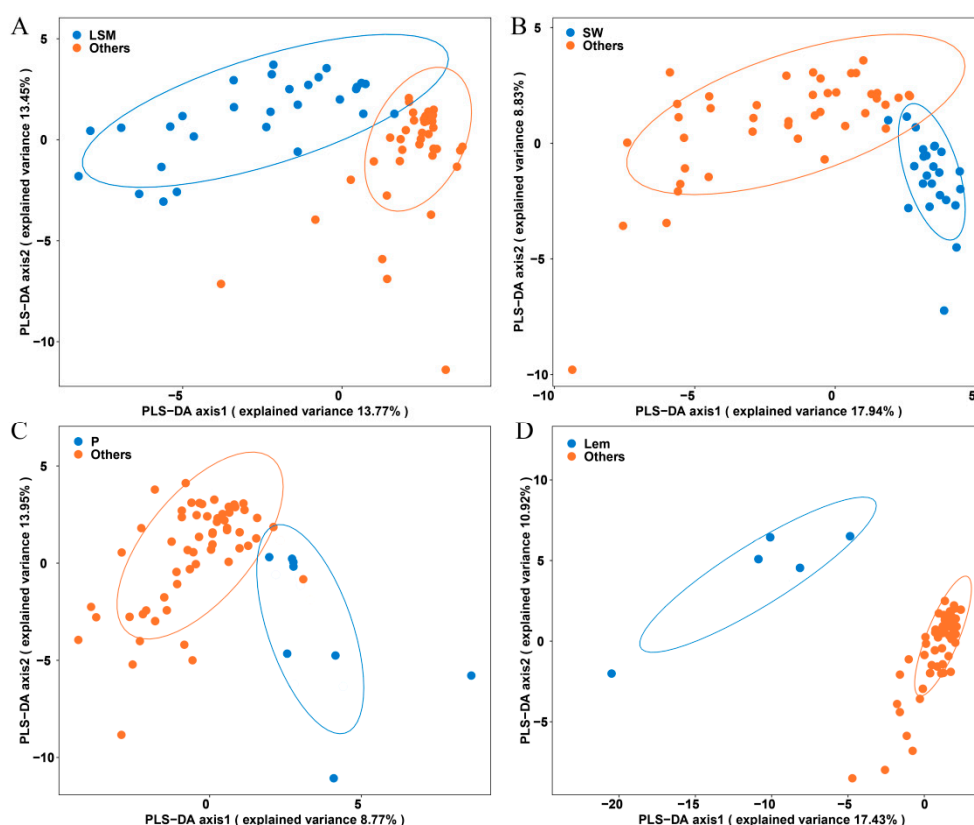 A
LSM
Others
5
0
−5
−10
−5
0
PLS−DA axis2 ( explained variance 13.45% )
PLS−DA axis1 ( explained variance 13.77% )
B
SW
Others
5
0
−5
−10
−10
−5
0
5
PLS−DA axis2 ( explained variance 8.83% )
PLS−DA axis1 ( explained variance 17.94% )
C
P
Others
5
0
−5
−10
0
5
PLS−DA axis2 ( explained variance 13.95% )
PLS−DA axis1 ( explained variance 8.77% )
D
Lem
Others
10
5
0
−5
−20
−10
−5
0
PLS−DA axis2 ( explained variance 10.92% )
PLS−DA axis1 ( explained variance 17.43% )